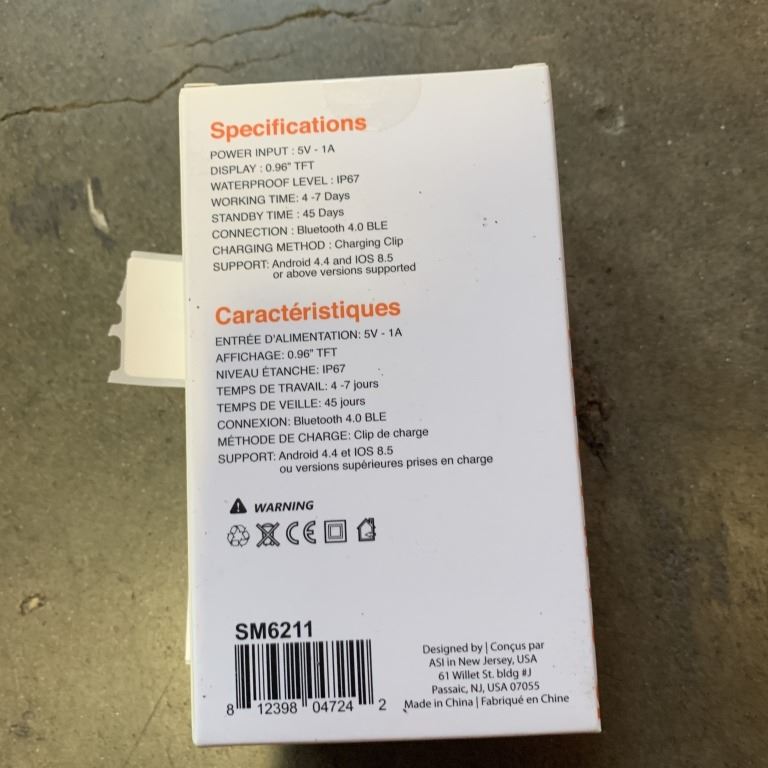 Specifications
POWER INPUT : 5V - 1A
DISPLAY : 0.96" TFT
WATERPROOF LEVEL : IP67
WORKING TIME: 4 -7 Days
STANDBY TIME : 45 Days
CONNECTION : Bluetooth 4.0 BLE
CHARGING METHOD : Charging Clip
SUPPORT: Android 4.4 and IOS 8.5
or above versions supported
Caractéristiques
ENTRÉE D'ALIMENTATION: 5V - 1A
AFFICHAGE: 0.96" TFT
NIVEAU ÉTANCHE: IP67
TEMPS DE TRAVAIL: 4 -7 jours
TEMPS DE VEILLE: 45 jours
CONNEXION: Bluetooth 4.0 BLE
MÉTHODE DE CHARGE: Clip de charge
SUPPORT: Android 4.4 et IOS 8.5
ou versions supérieures prises en charge
WARNING
CE
SM6211
8 12398 04724 2
Designed by | Conçus par
ASI in New Jersey, USA
61 Willet St. bldg #J
Passaic, NJ, USA 07055
Made in China | Fabriqué en Chine